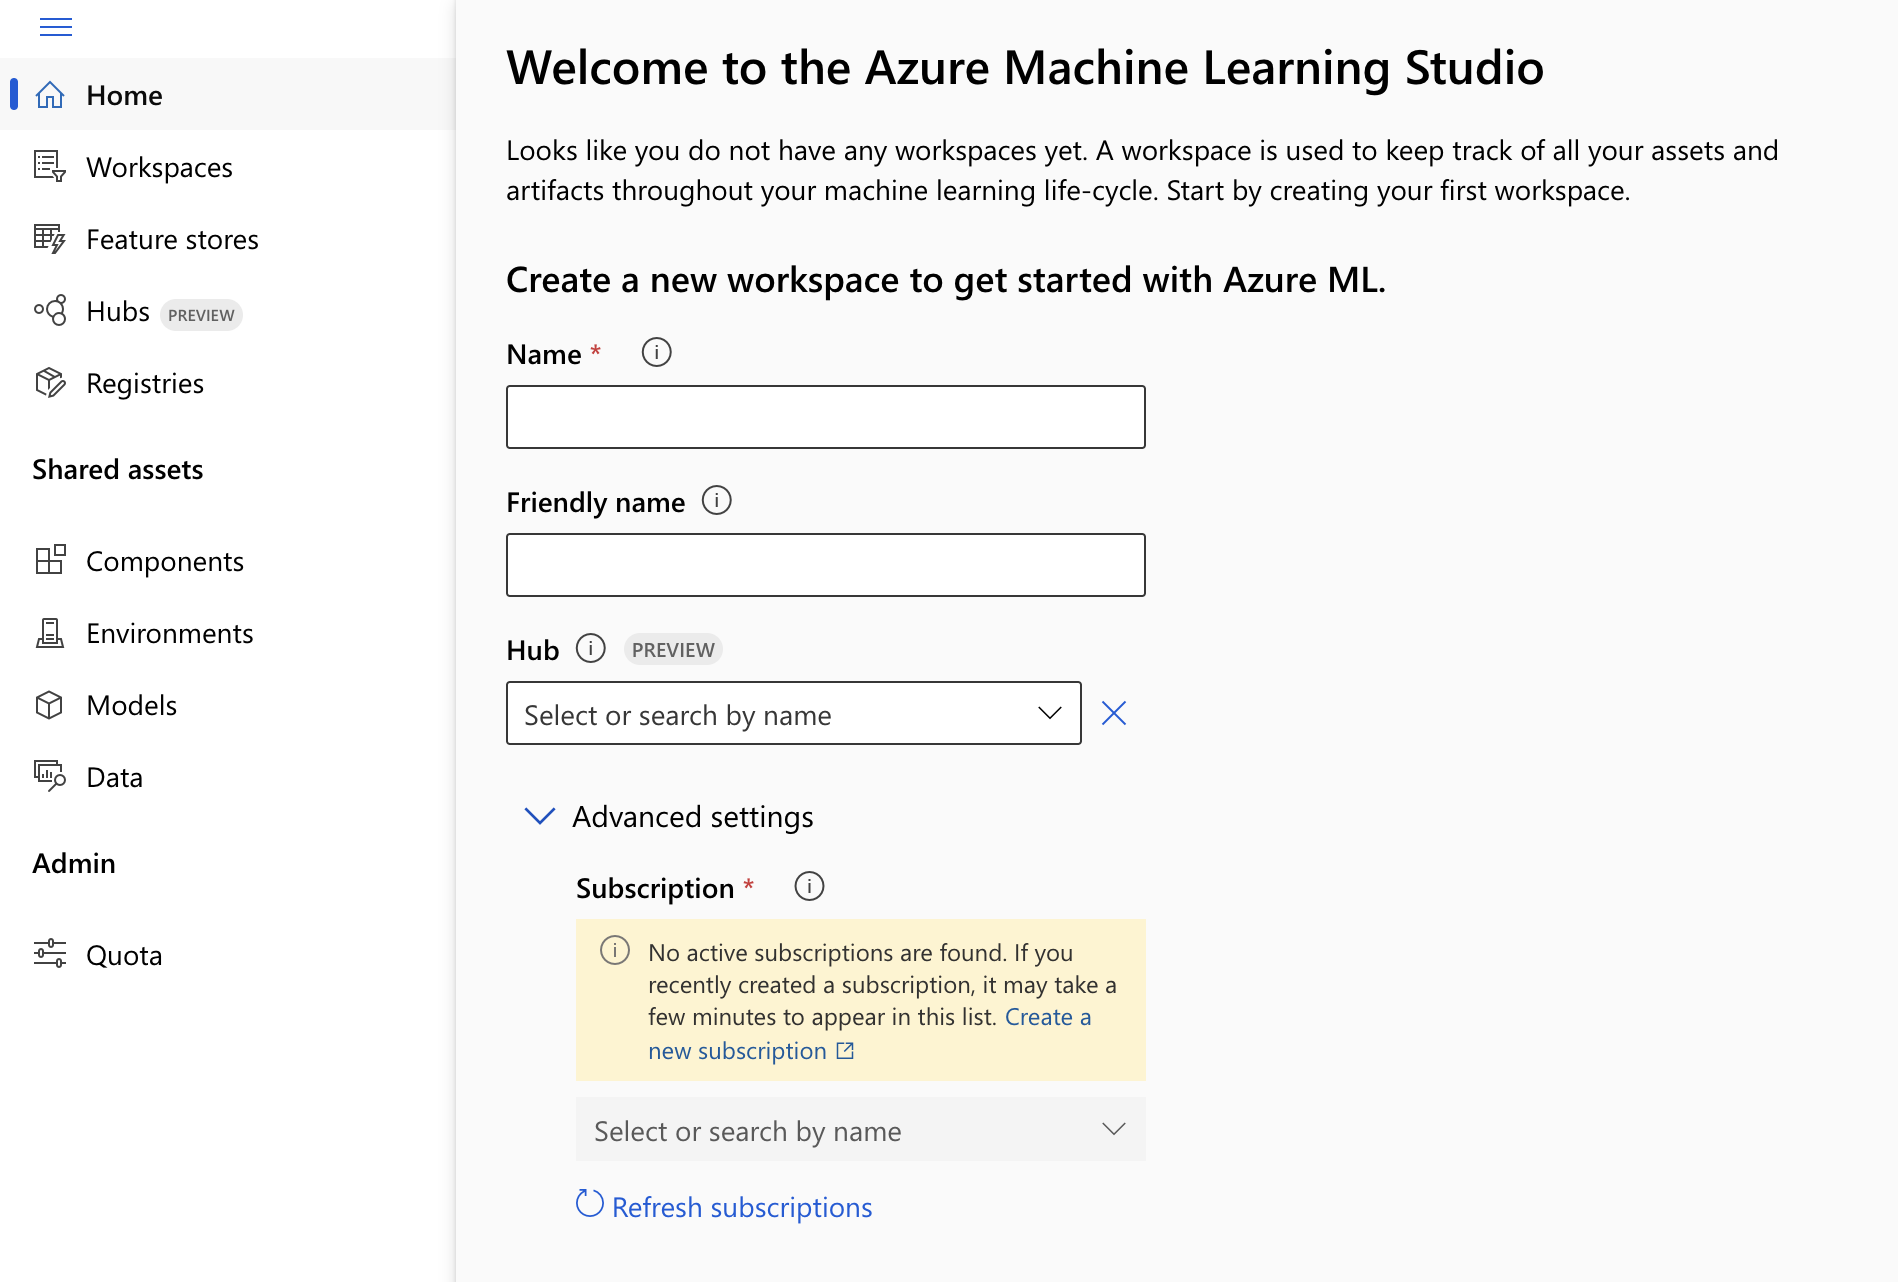 Home
Workspaces
Feature stores
Hubs PREVIEW
Registries
Shared assets
Components
Environments
Models
Data
Admin
Quota
Welcome to the Azure Machine Learning Studio
Looks like you do not have any workspaces yet. A workspace is used to keep track of all your assets and
artifacts throughout your machine learning life-cycle. Start by creating your first workspace.
Create a new workspace to get started with Azure ML.
Name *
Friendly name
Hub PREVIEW
Select or search by name
Advanced settings
Subscription *
No active subscriptions are found. If you
recently created a subscription, it may take a
few minutes to appear in this list. Create a
new subscription
Select or search by name
Refresh subscriptions